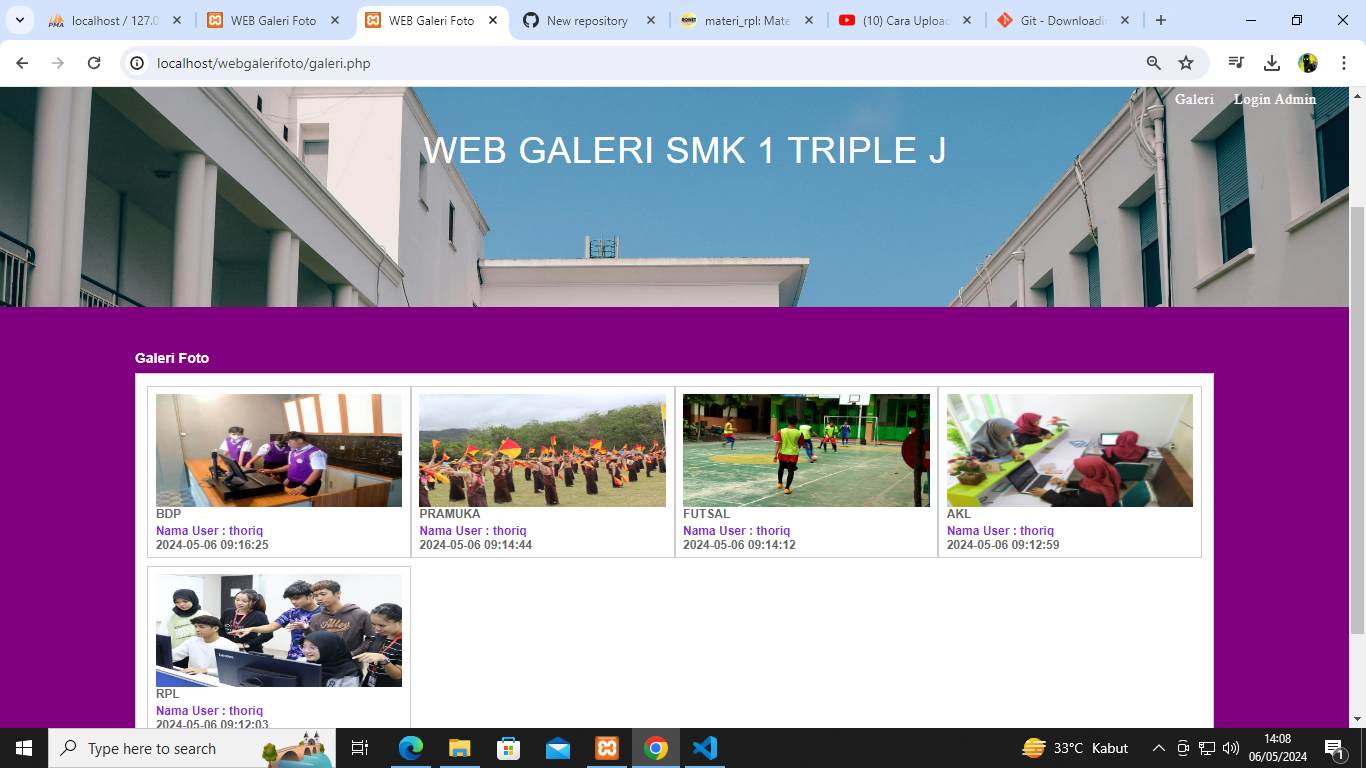 localhost / 127.0
WEB Galeri Foto
WEB Galeri Foto
New repository
materi_rpl: Mate
(10) Cara Upload
Git - Downloadin
localhost/webgalerifoto/galeri.php
Galeri
Login Admin
WEB GALERI SMK 1 TRIPLE J
Galeri Foto
BDP
Nama User : thoriq
2024-05-06 09:16:25
PRAMUKA
Nama User : thoriq
2024-05-06 09:14:44
FUTSAL
Nama User : thoriq
2024-05-06 09:14:12
AKL
Nama User : thoriq
2024-05-06 09:12:59
RPL
Nama User : thoriq
2024-05-06 09:12:03
Type here to search
33°C Kabut
14:08
06/05/2024
1